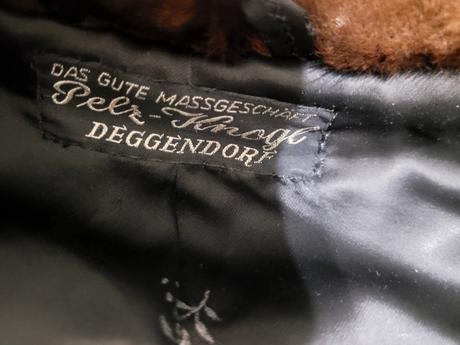 DAS GUTE MASSGESCHÄFT
Pelz-Knogl
DEGGENDORF